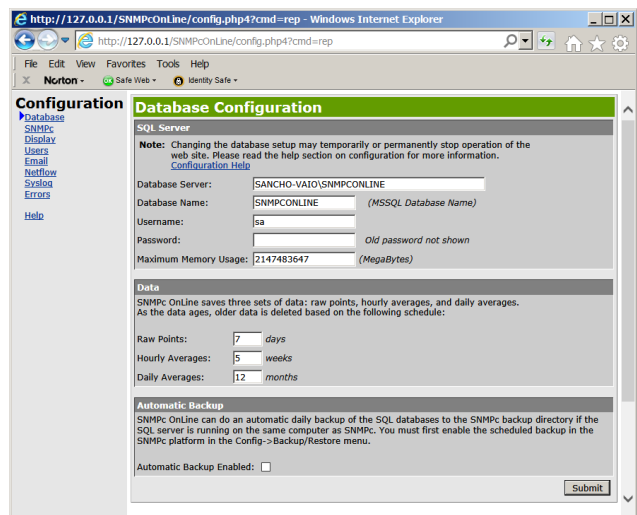 http://127.0.0.1/SNMPcOnLine/config.php4?cmd=rep - Windows Internet Explorer
http://127.0.0.1/SNMPcOnLine/config.php4?cmd=rep
File Edit View Favorites Tools Help
X Norton - Safe Web - Identity Safe -
Configuration
Database
SNMPc
Display
Users
Email
Netflow
Syslog
Errors
Help
Database Configuration
SQL Server
Note: Changing the database setup may temporarily or permanently stop operation of the
web site. Please read the help section on configuration for more information.
Configuration Help
Database Server: SANCHO-VAIO\SNMPCONLINE
Database Name: SNMPCONLINE (MSSQL Database Name)
Username: sa
Password: Old password not shown
Maximum Memory Usage: 2147483647 (MegaBytes)
Data
SNMPc OnLine saves three sets of data: raw points, hourly averages, and daily averages.
As the data ages, older data is deleted based on the following schedule:
Raw Points: 7 days
Hourly Averages: 5 weeks
Daily Averages: 12 months
Automatic Backup
SNMPc OnLine can do an automatic daily backup of the SQL databases to the SNMPc backup directory if the
SQL server is running on the same computer as SNMPc. You must first enable the scheduled backup in the
SNMPc platform in the Config->Backup/Restore menu.
Automatic Backup Enabled:
Submit